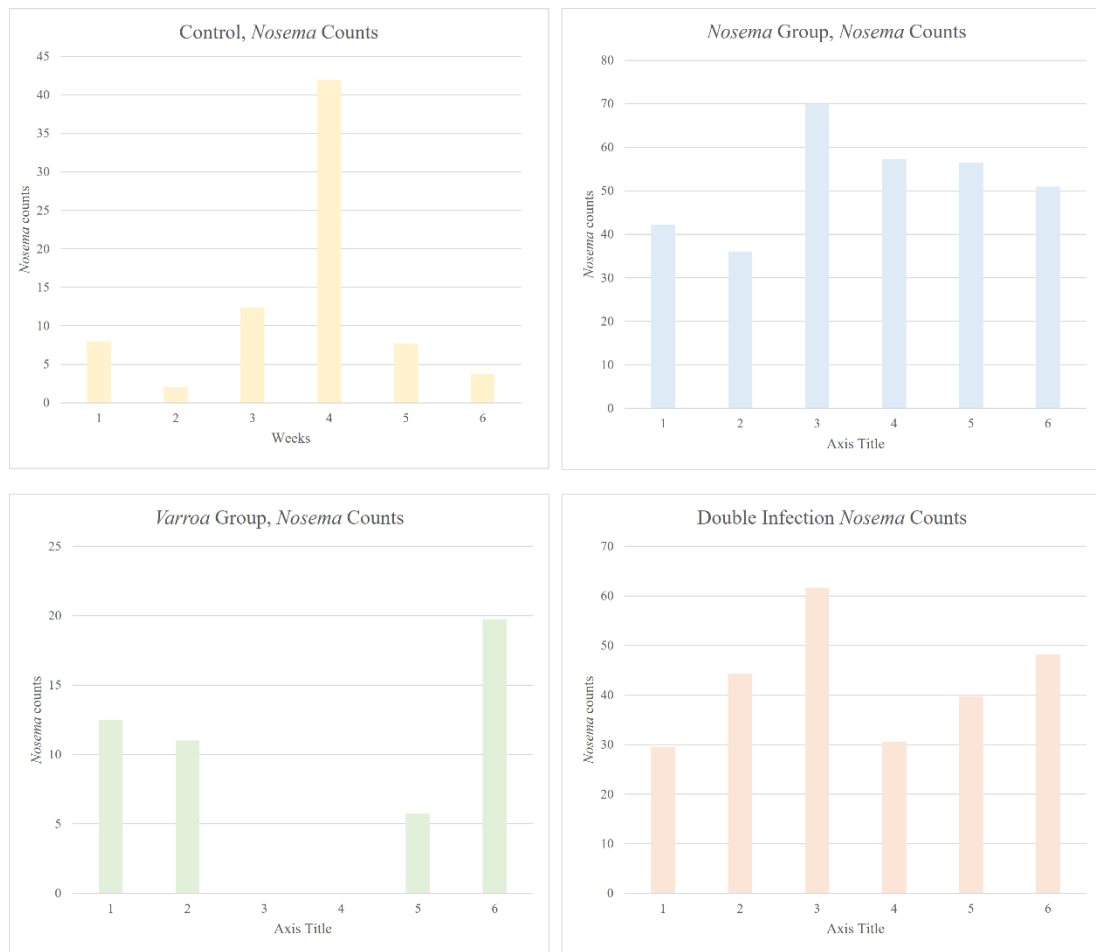 Control, Nosema Counts
45
40
35
30
25
20
15
10
5
0
Nosema counts
1 2 3 4 5 6
Weeks
Nosema Group, Nosema Counts
80
70
60
50
40
30
20
10
0
Nosema counts
1 2 3 4 5 6
Axis Title
Varroa Group, Nosema Counts
25
20
15
10
5
0
Nosema counts
1 2 3 4 5 6
Axis Title
Double Infection Nosema Counts
70
60
50
40
30
20
10
0
Nosema counts
1 2 3 4 5 6
Axis Title